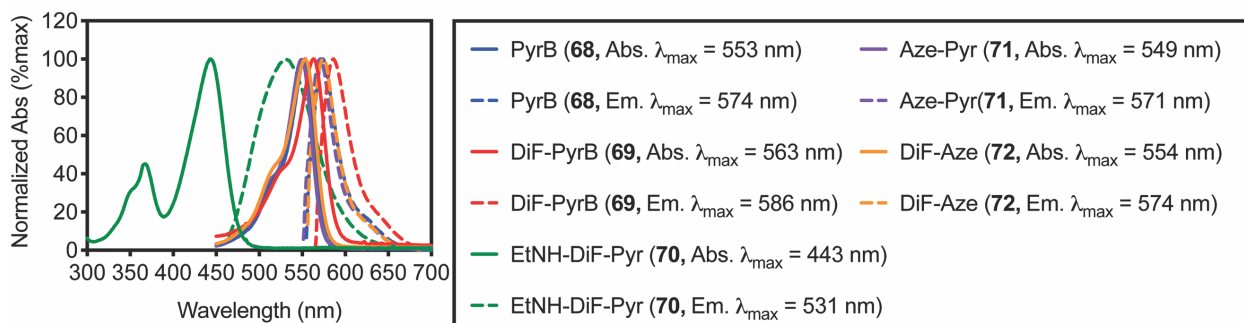 Normalized Abs (%max)
120
100
80
60
40
20
0
300 350 400 450 500 550 600 650 700
Wavelength (nm)
PyrB (68, Abs. λmax = 553 nm)
PyrB (68, Em. λmax = 574 nm)
DiF-PyrB (69, Abs. λmax = 563 nm)
DiF-PyrB (69, Em. λmax = 586 nm)
EtNH-DiF-Pyr (70, Abs. λmax = 443 nm)
EtNH-DiF-Pyr (70, Em. λmax = 531 nm)
Aze-Pyr (71, Abs. λmax = 549 nm)
Aze-Pyr(71, Em. λmax = 571 nm)
DiF-Aze (72, Abs. λmax = 554 nm)
DiF-Aze (72, Em. λmax = 574 nm)